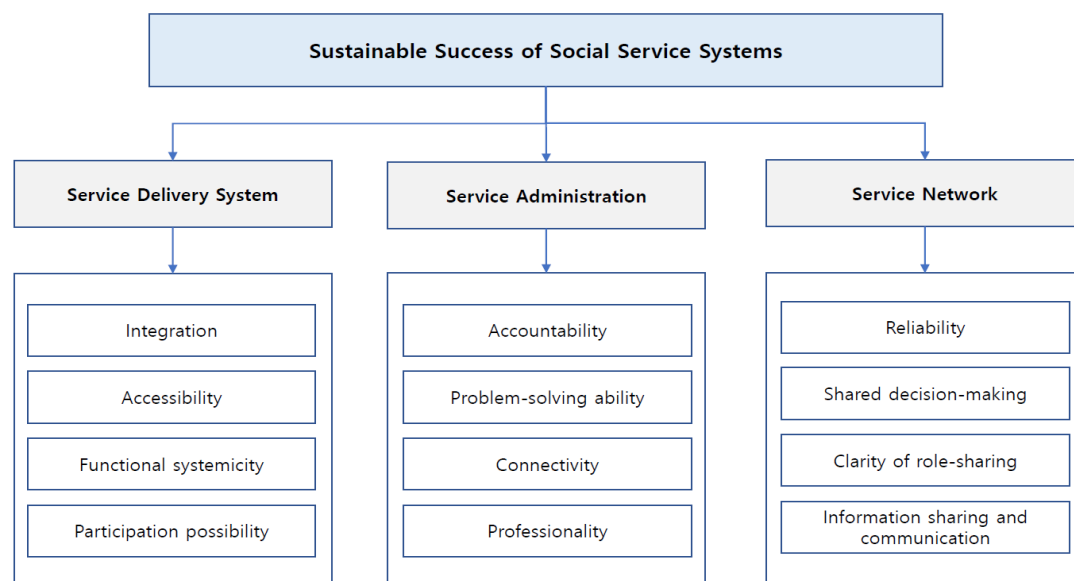 Sustainable Success of Social Service Systems
Service Delivery System
Integration
Accessibility
Functional systemicity
Participation possibility
Service Administration
Accountability
Problem-solving ability
Connectivity
Professionality
Service Network
Reliability
Shared decision-making
Clarity of role-sharing
Information sharing and
communication